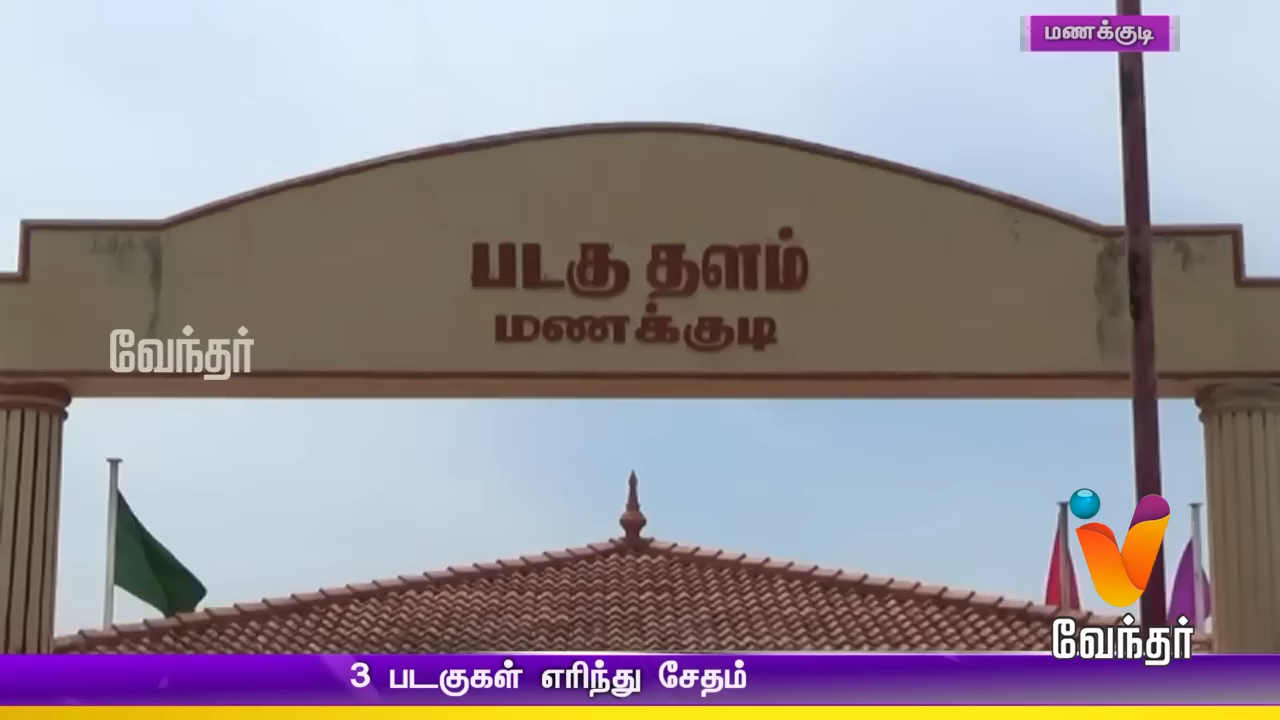 மணக்குடி
படகு தளம்
மணக்குடி
வேந்தர்
வேந்தர்
3 படகுகள் எரிந்து சேதம்